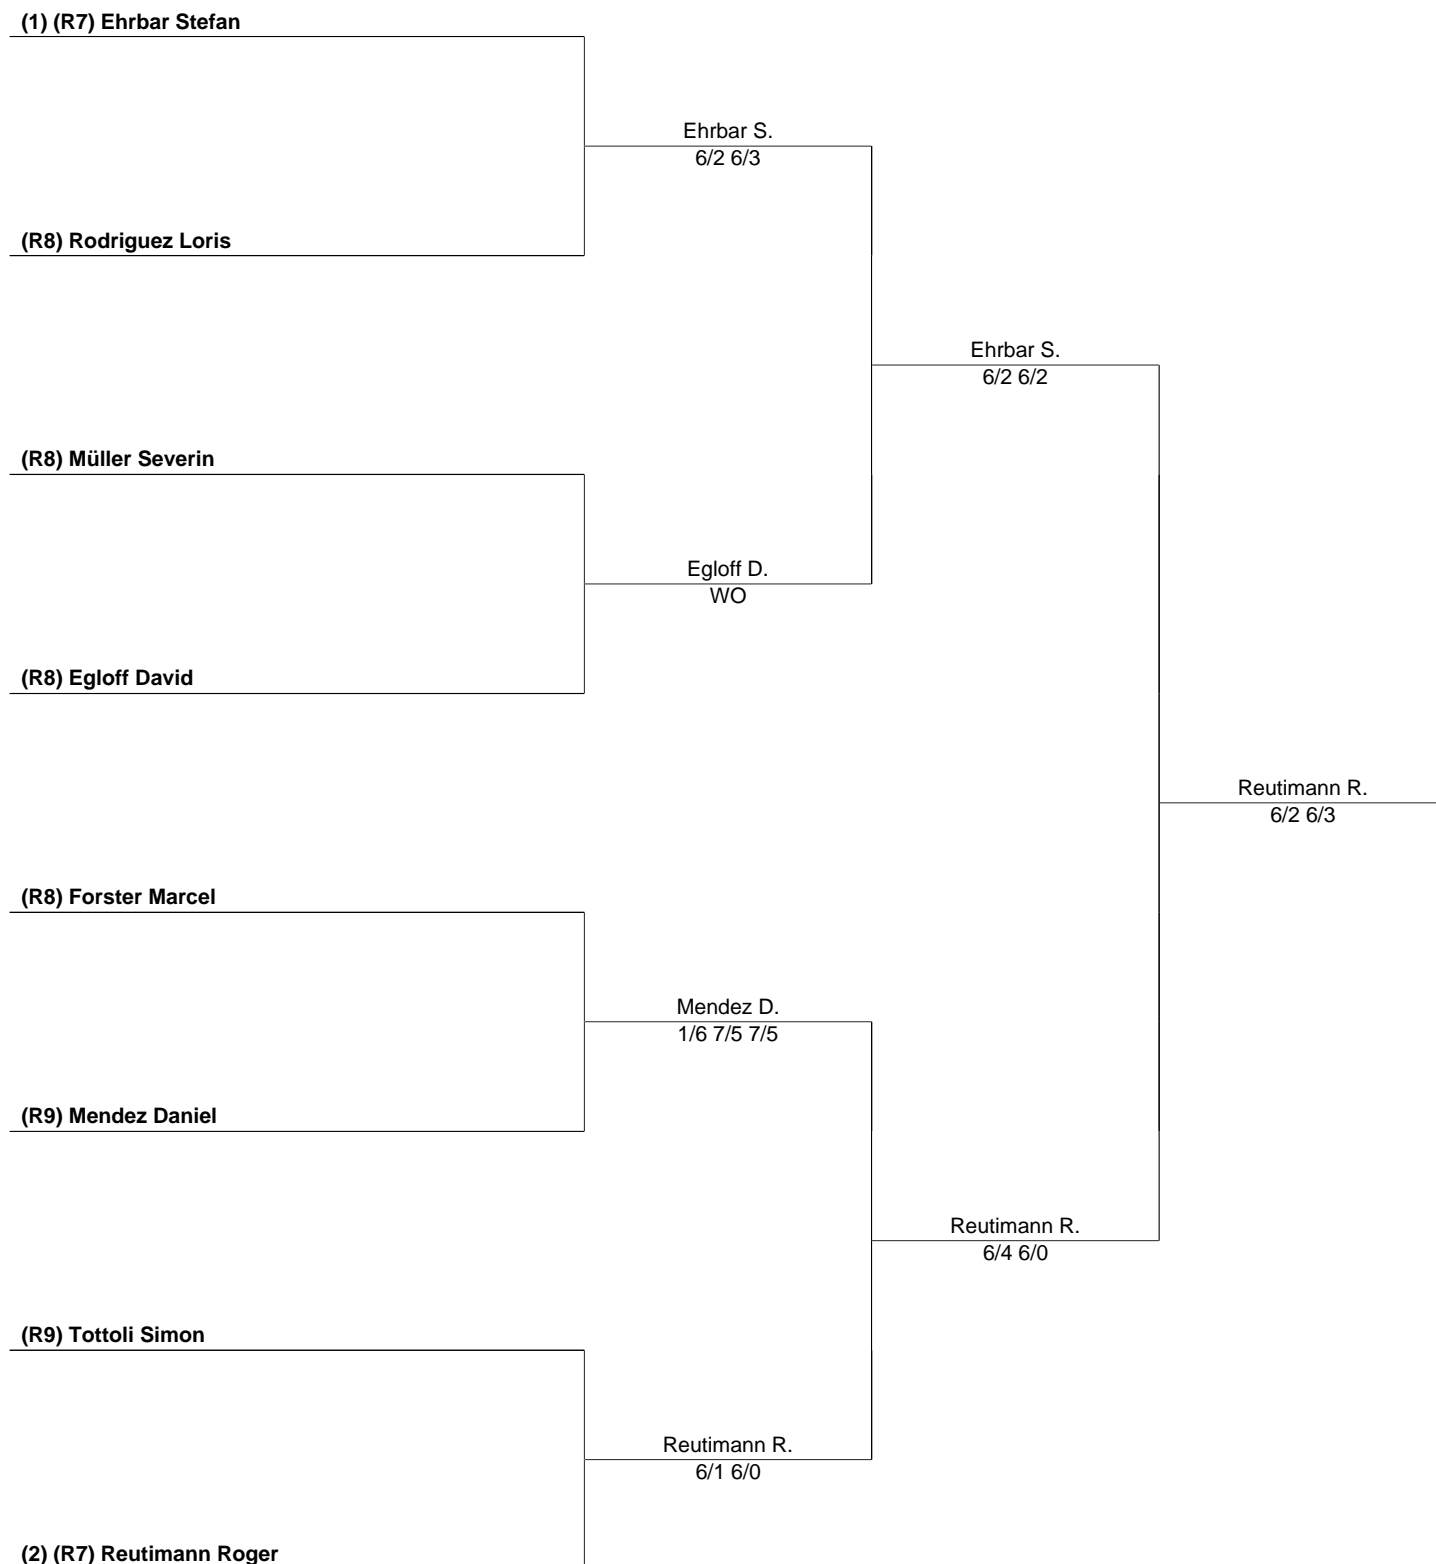 (1) (R7) Ehrbar Stefan
Ehrbar S.
6/2 6/3
(R8) Rodriguez Loris
Ehrbar S.
6/2 6/2
(R8) Müller Severin
Egloff D.
WO
(R8) Egloff David
Reutimann R.
6/2 6/3
(R8) Forster Marcel
Mendez D.
1/6 7/5 7/5
(R9) Mendez Daniel
Reutimann R.
6/4 6/0
(R9) Tottoli Simon
Reutimann R.
6/1 6/0
(2) (R7) Reutimann Roger